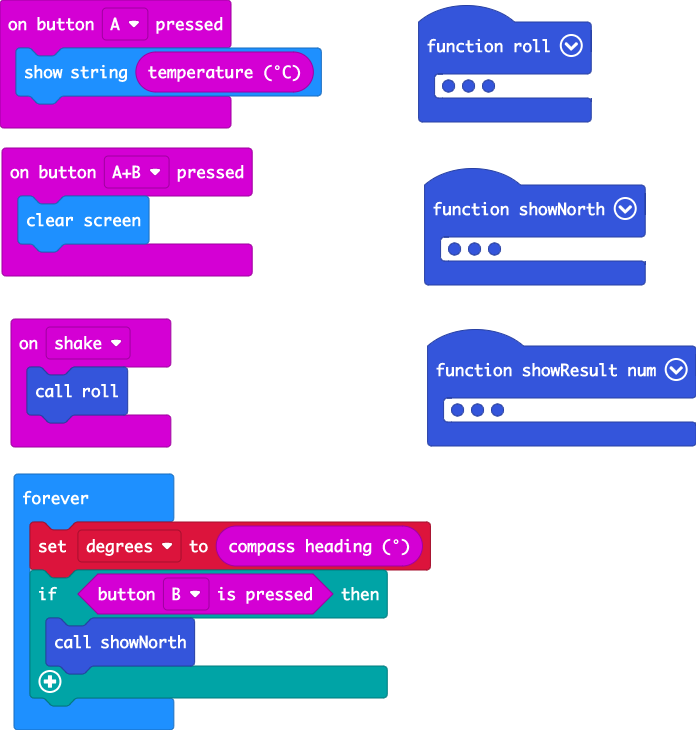 on button A pressed
show string temperature (°C)
on button A+B pressed
clear screen
on shake
call roll
forever
set degrees to compass heading (°)
if button B is pressed then
call showNorth
function roll
function showNorth
function showResult num